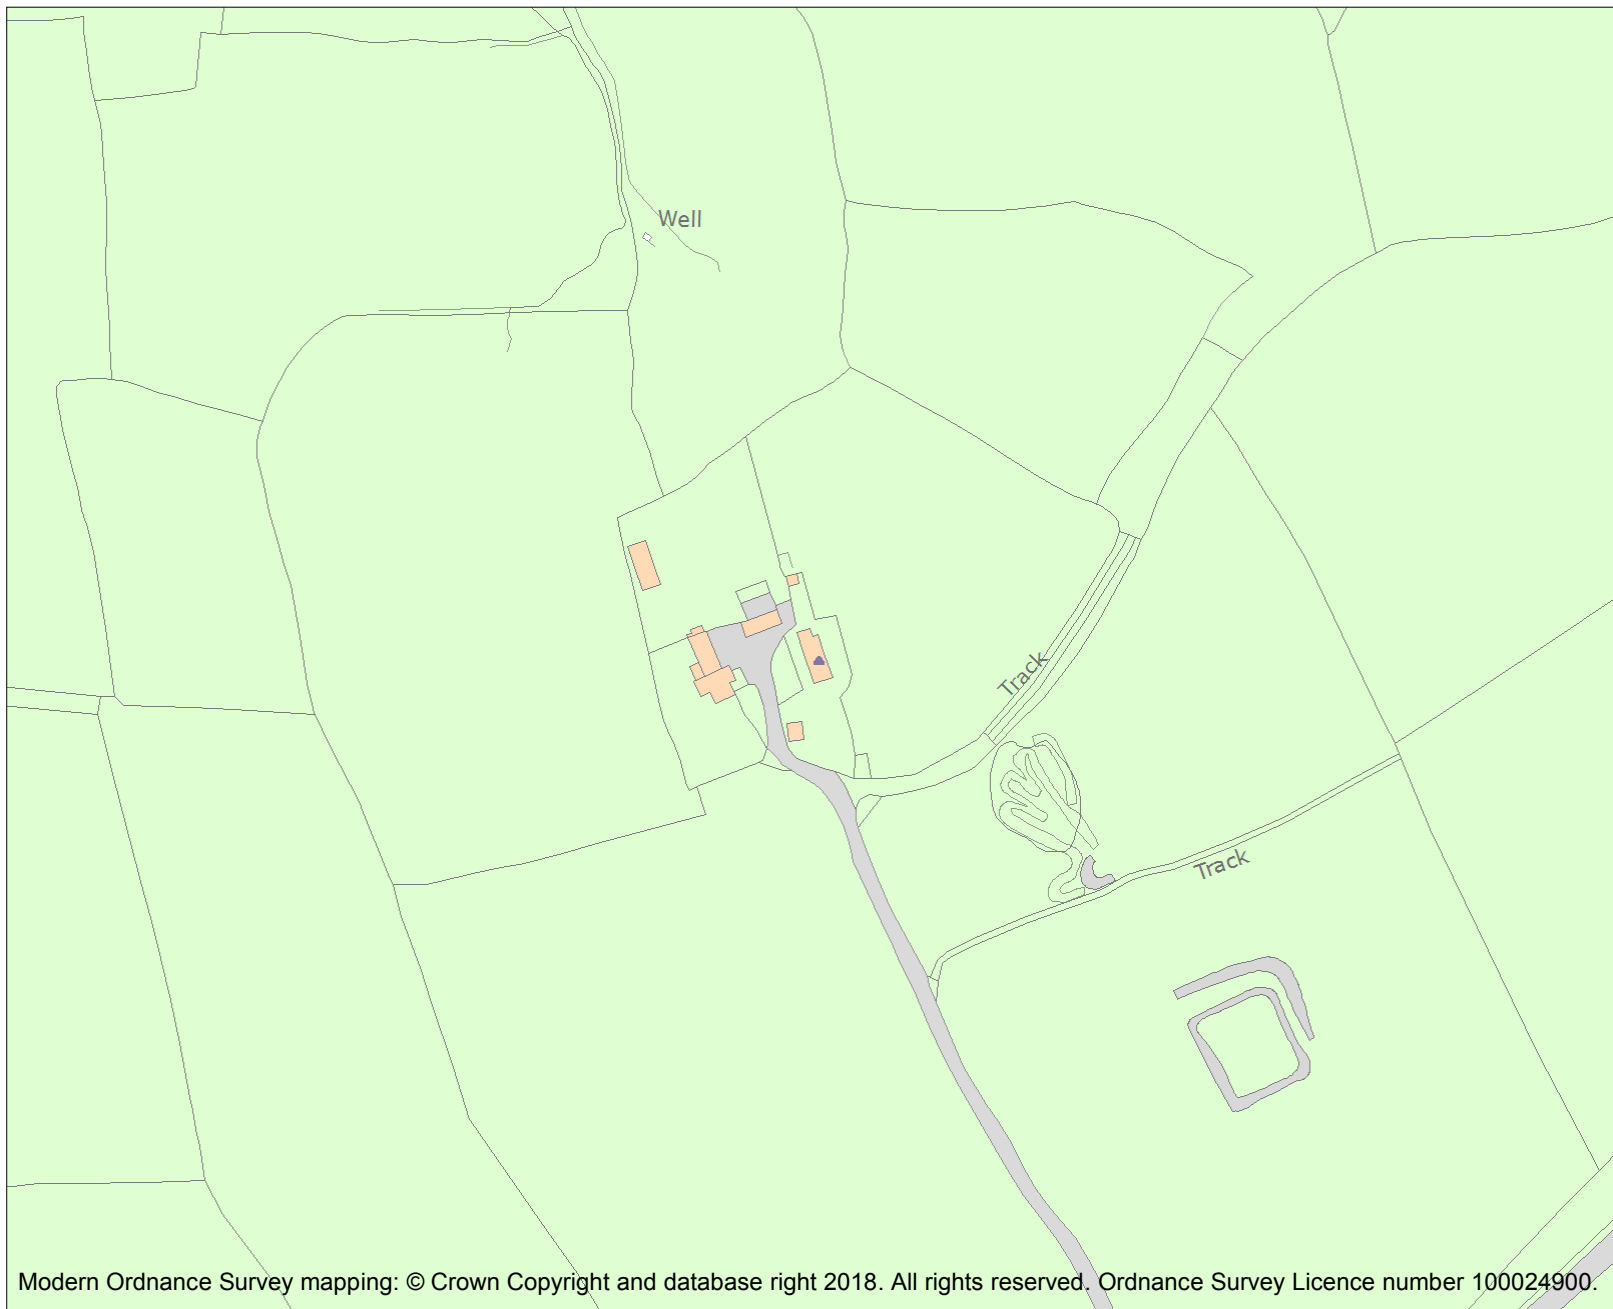 Well
Track
Track
Modern Ordnance Survey mapping: © Crown Copyright and database right 2018. All rights reserved. Ordnance Survey Licence number 100024900.